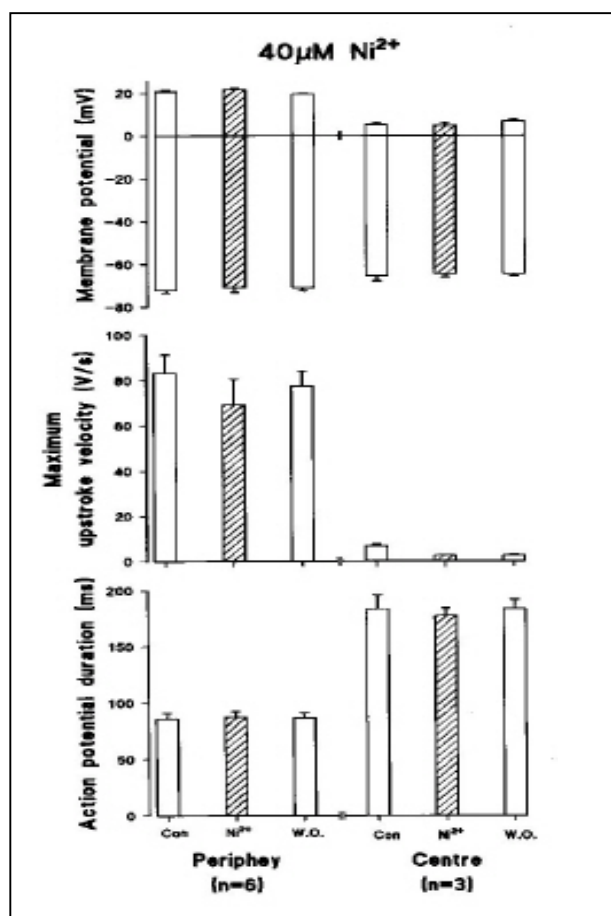 40μM Ni²⁺
Membrane potential (mV)
20
0
-20
-40
-60
-80
Maximum
upstroke velocity (V/s)
100
80
60
40
20
0
Action potential duration (ms)
200
150
100
50
0
Con Ni²⁺ W.O. Con Ni²⁺ W.O.
Periphey Centre
(n=6) (n=3)